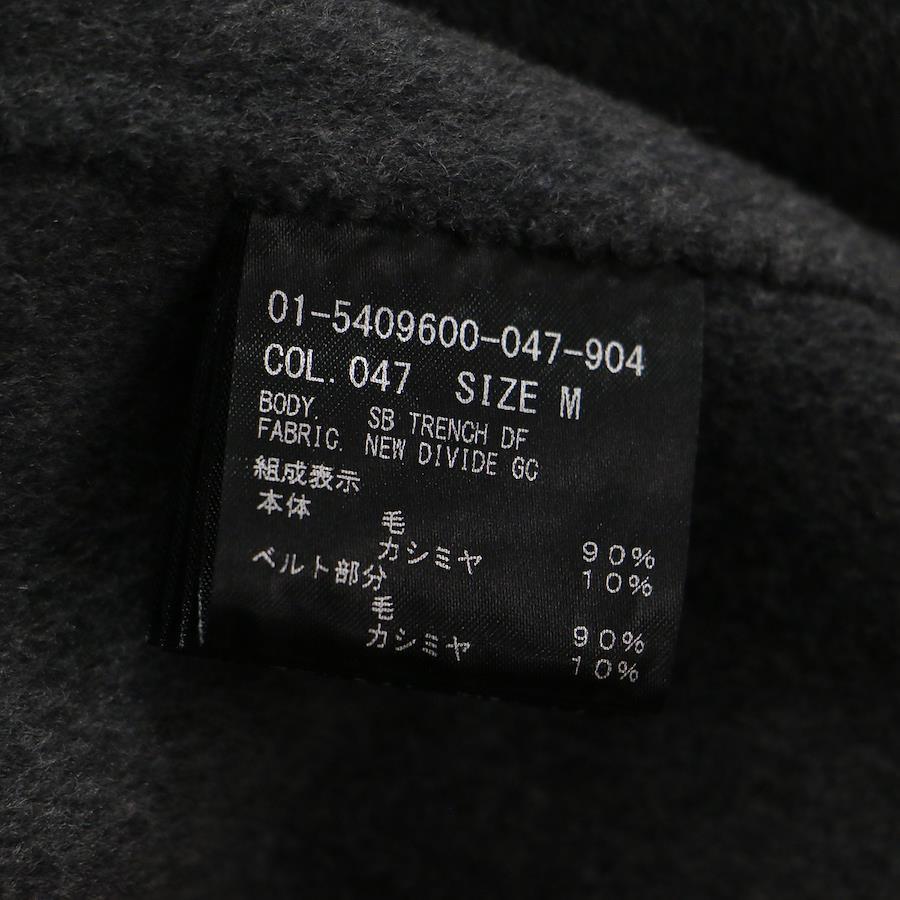 01-5409600-047-904
COL. 047 SIZE M
BODY. SB TRENCH DF
FABRIC. NEW DIVIDE GC
組成表示
本体
毛 90%
カシミヤ 10%
ベルト部分
毛 90%
カシミヤ 10%